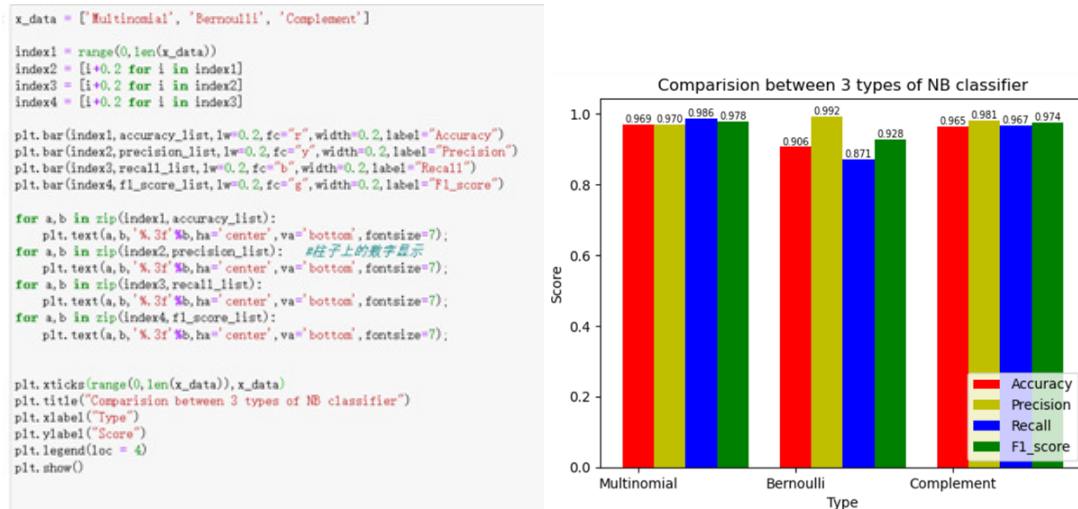 x_data = ['Multinomial', 'Bernoulli', 'Complement']
index1 = range(0,len(x_data))
index2 = [i+0.2 for i in index1]
index3 = [i+0.2 for i in index2]
index4 = [i+0.2 for i in index3]
plt.bar(index1,accuracy_list,lw=0.2,fc="r",width=0.2,label="Accuracy")
plt.bar(index2,precision_list,lw=0.2,fc="y",width=0.2,label="Precision")
plt.bar(index3,recall_list,lw=0.2,fc="b",width=0.2,label="Recall")
plt.bar(index4,f1_score_list,lw=0.2,fc="g",width=0.2,label="F1_score")
for a,b in zip(index1,accuracy_list):
plt.text(a,b,'%.3f'%b,ha='center',va='bottom',fontsize=7);
for a,b in zip(index2,precision_list): #柱子上的数字显示
plt.text(a,b,'%.3f'%b,ha='center',va='bottom',fontsize=7);
for a,b in zip(index3,recall_list):
plt.text(a,b,'%.3f'%b,ha='center',va='bottom',fontsize=7);
for a,b in zip(index4,f1_score_list):
plt.text(a,b,'%.3f'%b,ha='center',va='bottom',fontsize=7);
plt.xticks(range(0,len(x_data)),x_data)
plt.title("Comparision between 3 types of NB classifier")
plt.xlabel("Type")
plt.ylabel("Score")
plt.legend(loc = 4)
plt.show()
Comparision between 3 types of NB classifier
1.0
0.8
0.6
0.4
0.2
0.0
Score
0.969 0.970 0.986 0.978
0.906 0.992 0.871 0.928
0.965 0.981 0.967 0.974
Accuracy
Precision
Recall
F1_score
Multinomial Bernoulli Complement
Type